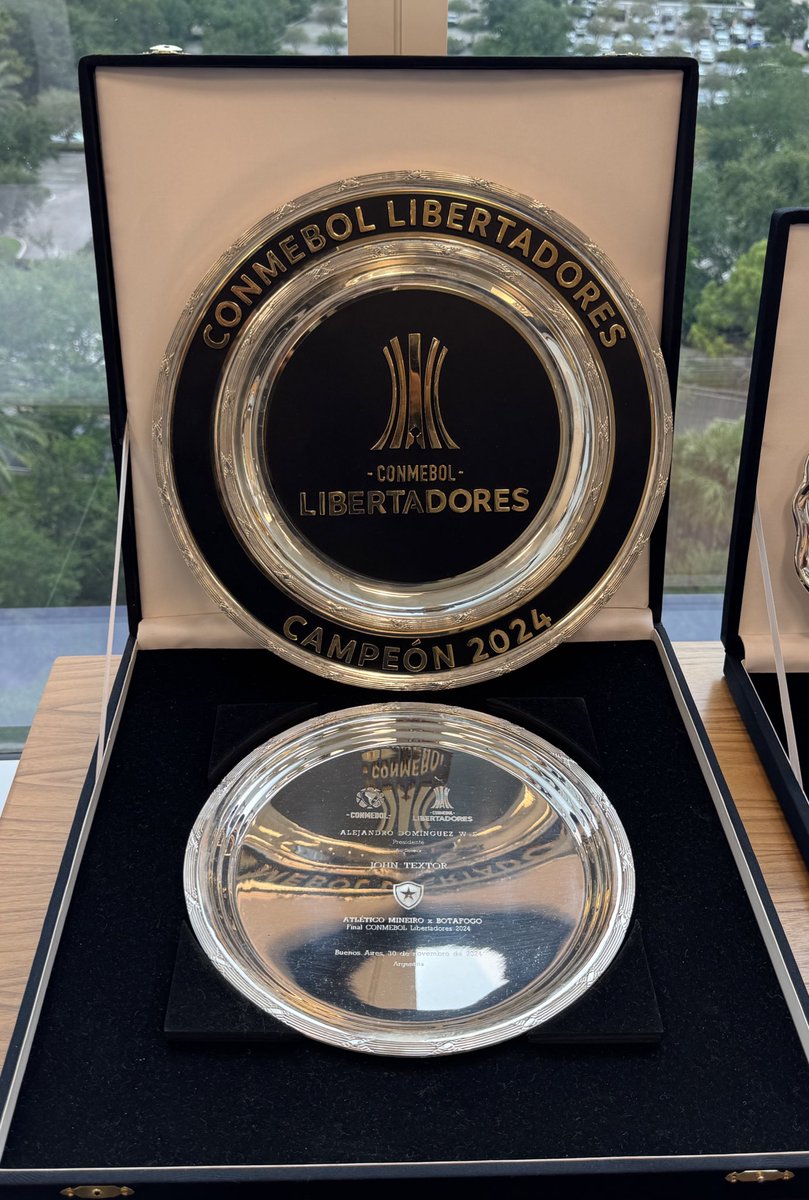 CONMEBOL LIBERTADORES
- CONMEBOL -
LIBERTADORES
CAMPEÓN 2024
- CONMEBOL -
- CONMEBOL -
LIBERTADORES
ALEJANDRO DOMÍNGUEZ W
Presidente
JOHN TEXTOR
ATLÉTICO MINEIRO x BOTAFOGO
Final CONMEBOL Libertadores 2024
Buenos Aires, 30 de novembro de 2024
Argentina